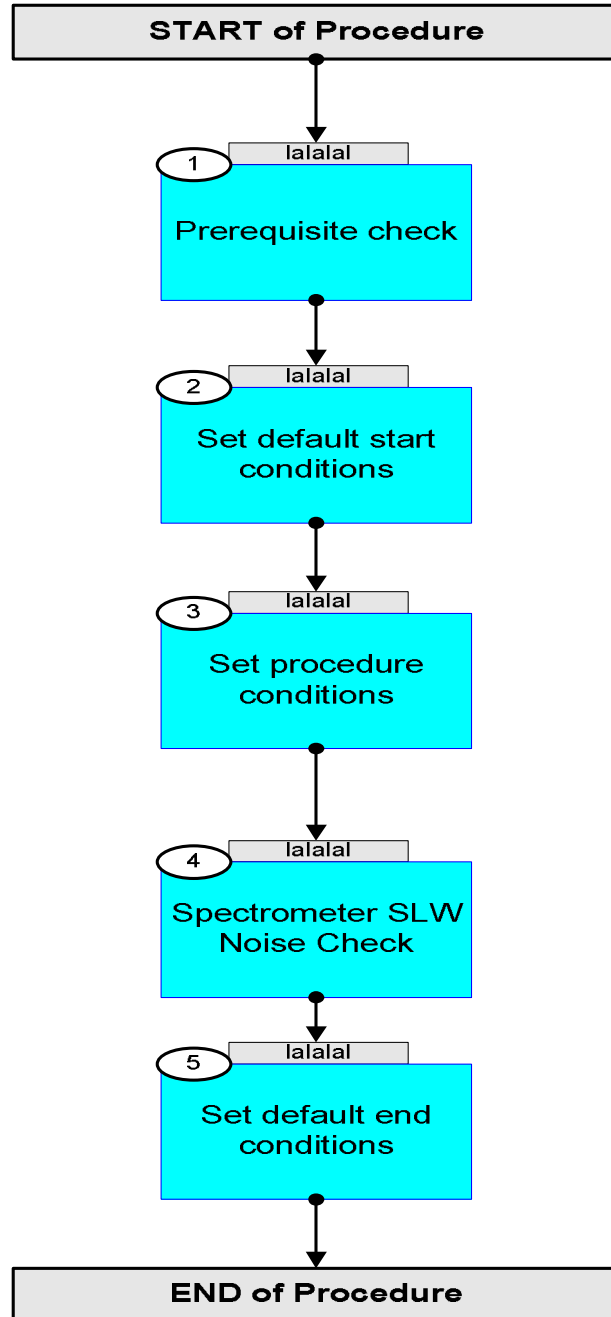 START of Procedure
lalalal
1
Prerequisite check
lalalal
2
Set default start
conditions
lalalal
3
Set procedure
conditions
lalalal
4
Spectrometer SLW
Noise Check
lalalal
5
Set default end
conditions
END of Procedure